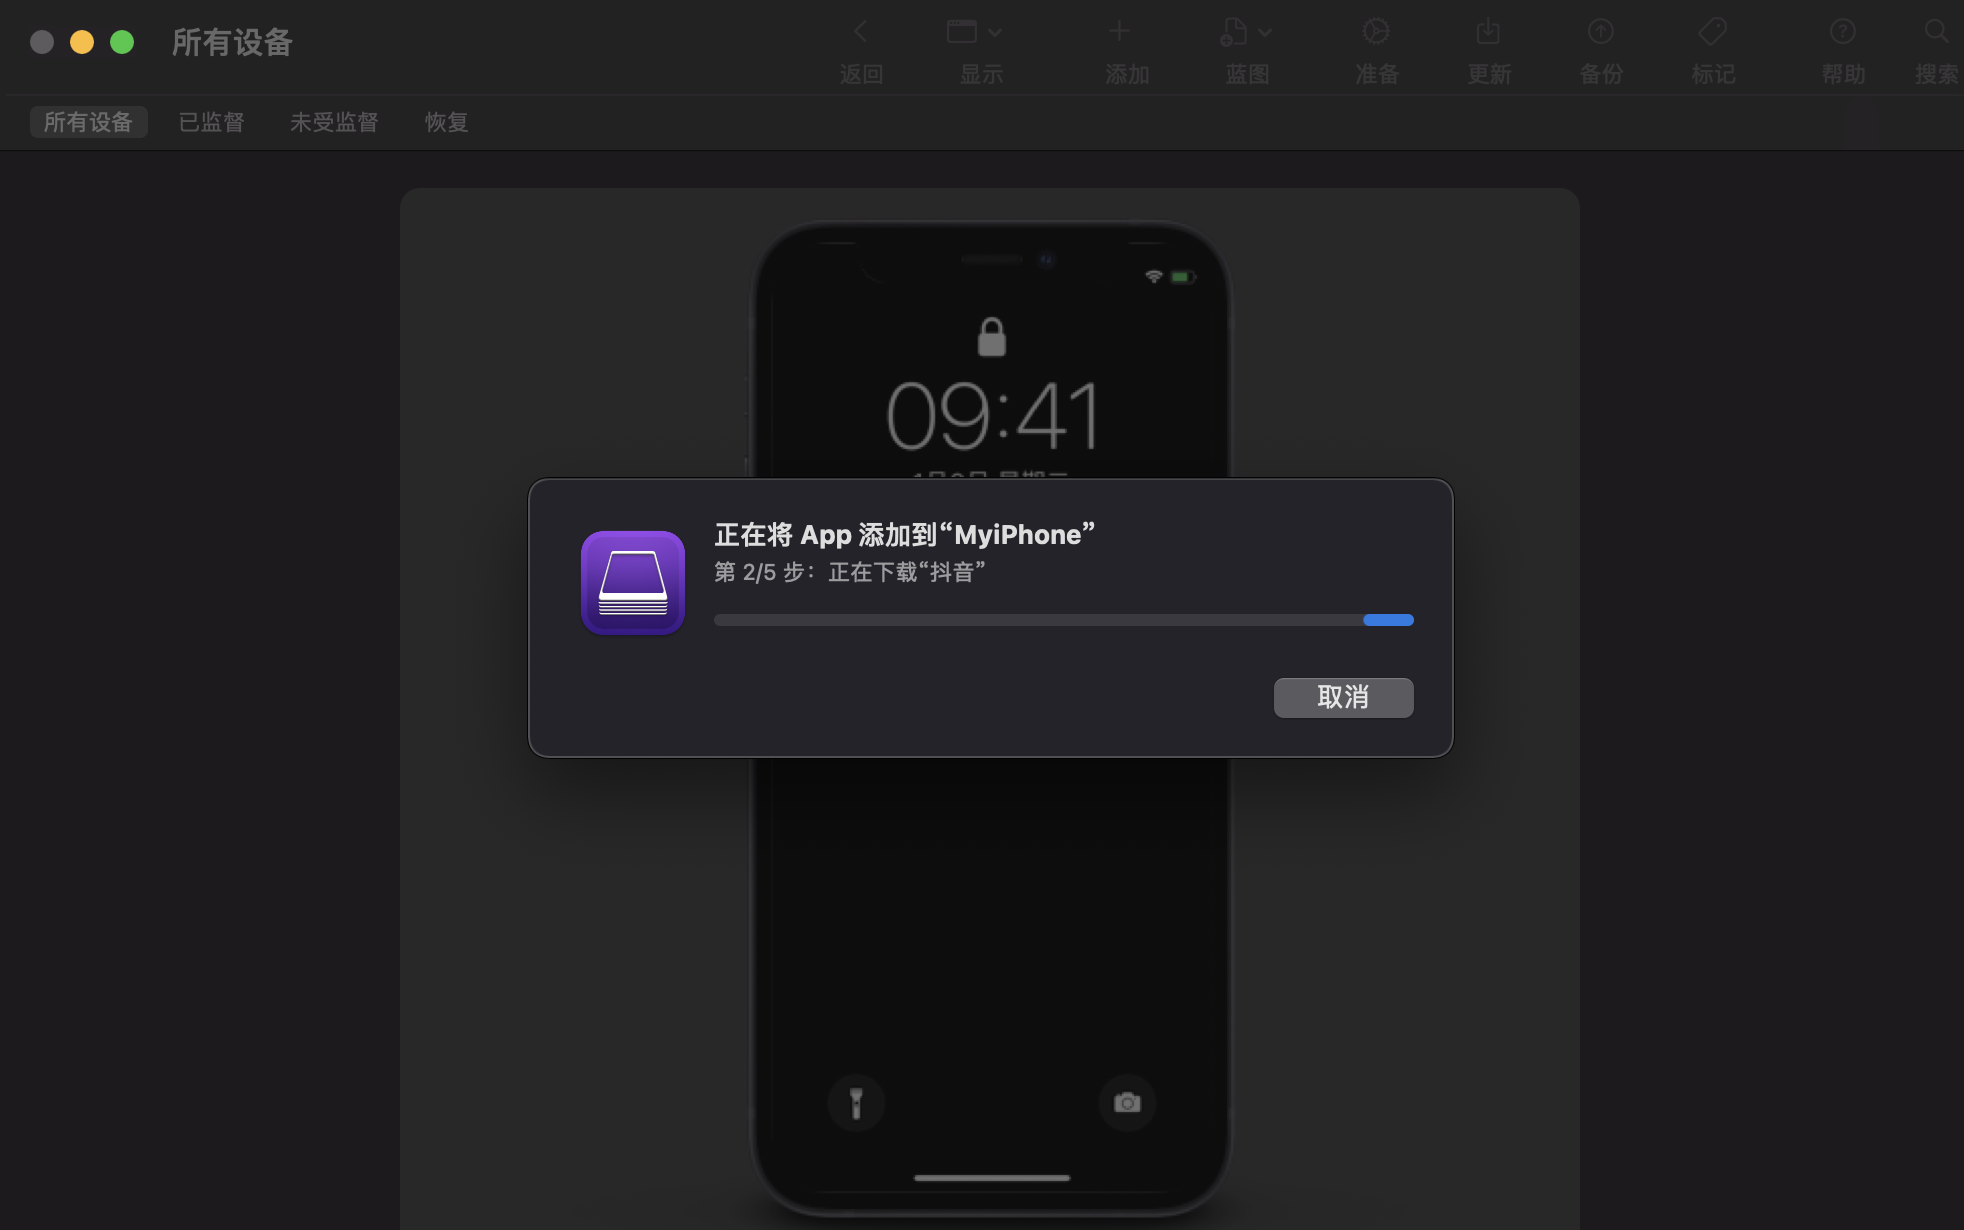 所有设备
返回
显示
添加
蓝图
准备
更新
备份
标记
帮助
搜索
所有设备
已监督
未受监督
恢复
09:41
正在将 App 添加到“MyiPhone”
第 2/5 步：正在下载“抖音”
取消